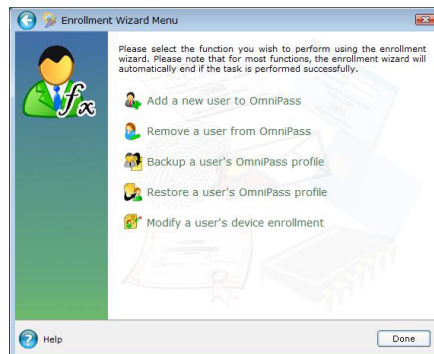 Enrollment Wizard Menu
Please select the function you wish to perform using the enrollment
wizard. Please note that for most functions, the enrollment wizard will
automatically end if the task is performed successfully.
fx
Add a new user to OmniPass
Remove a user from OmniPass
Backup a user's OmniPass profile
Restore a user's OmniPass profile
Modify a user's device enrollment
Help
Done